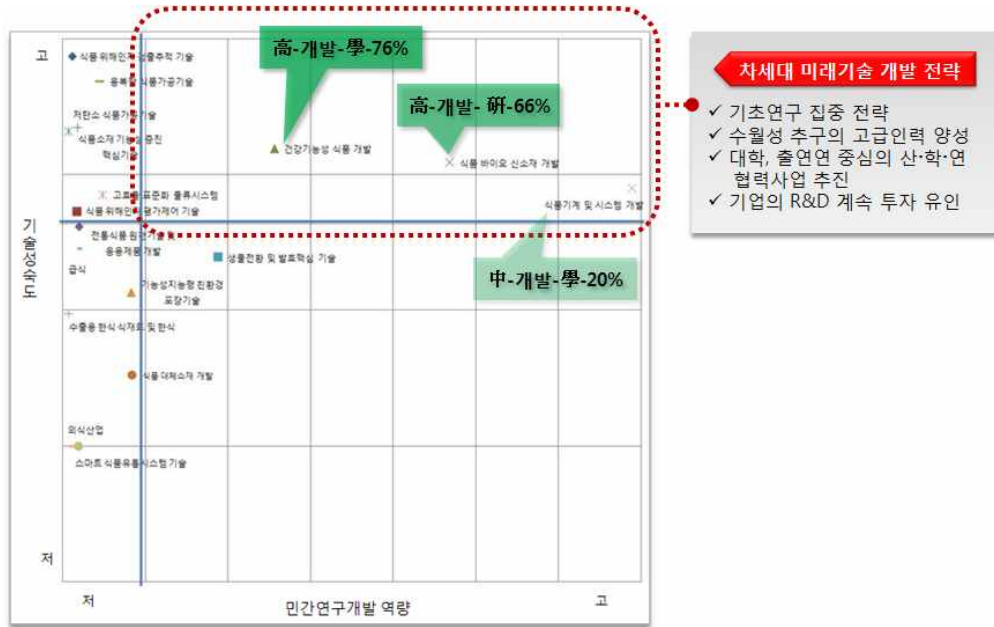 高-개발-學-76%
高-개발- 硏-66%
中-개발-學-20%
차세대 미래기술 개발 전략
✓ 기초연구 집중 전략
✓ 수월성 추구의 고급인력 양성
✓ 대학, 출연연 중심의 산·학·연
협력사업 추진
✓ 기업의 R&D 계속 투자 유인
고
기술성숙도
저
저
민간연구개발 역량
고
식품 위해인자 기술
융복합 식품가공기술
저탄소 식품가공기술
식품소재 기능성 증진
핵심기술
건강기능성 식품 개발
식품 바이오 신소재 개발
고효율 표준화 물류시스템
식품기계 및 시스템 개발
식품 위해인자 평가제어 기술
전통식품 및
응용제품 개발
급식
생물전환 및 발효핵심 기술
기능성지능형 친환경
포장기술
수출용 한식 식재료 및 한식
식품 대체소재 개발
외식산업
스마트 식품유통시스템 기술